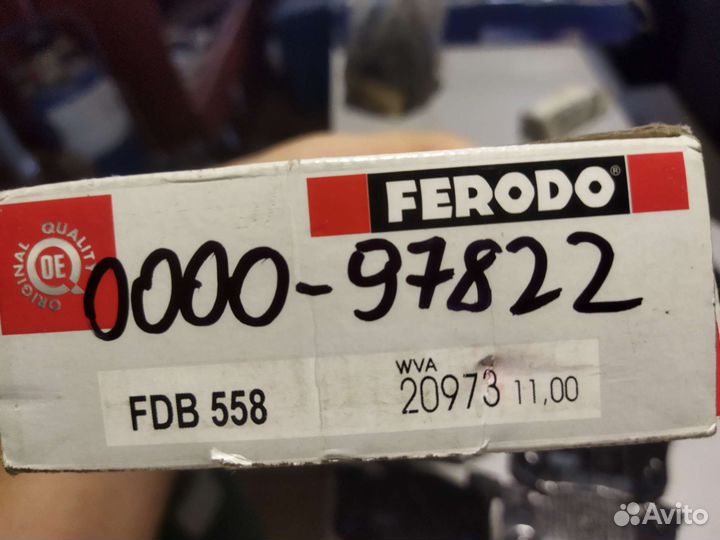 FERODO®
ORIGINAL QUALITY
OE
0000-97822
WVA
FDB 558
20973 11,00
Avito